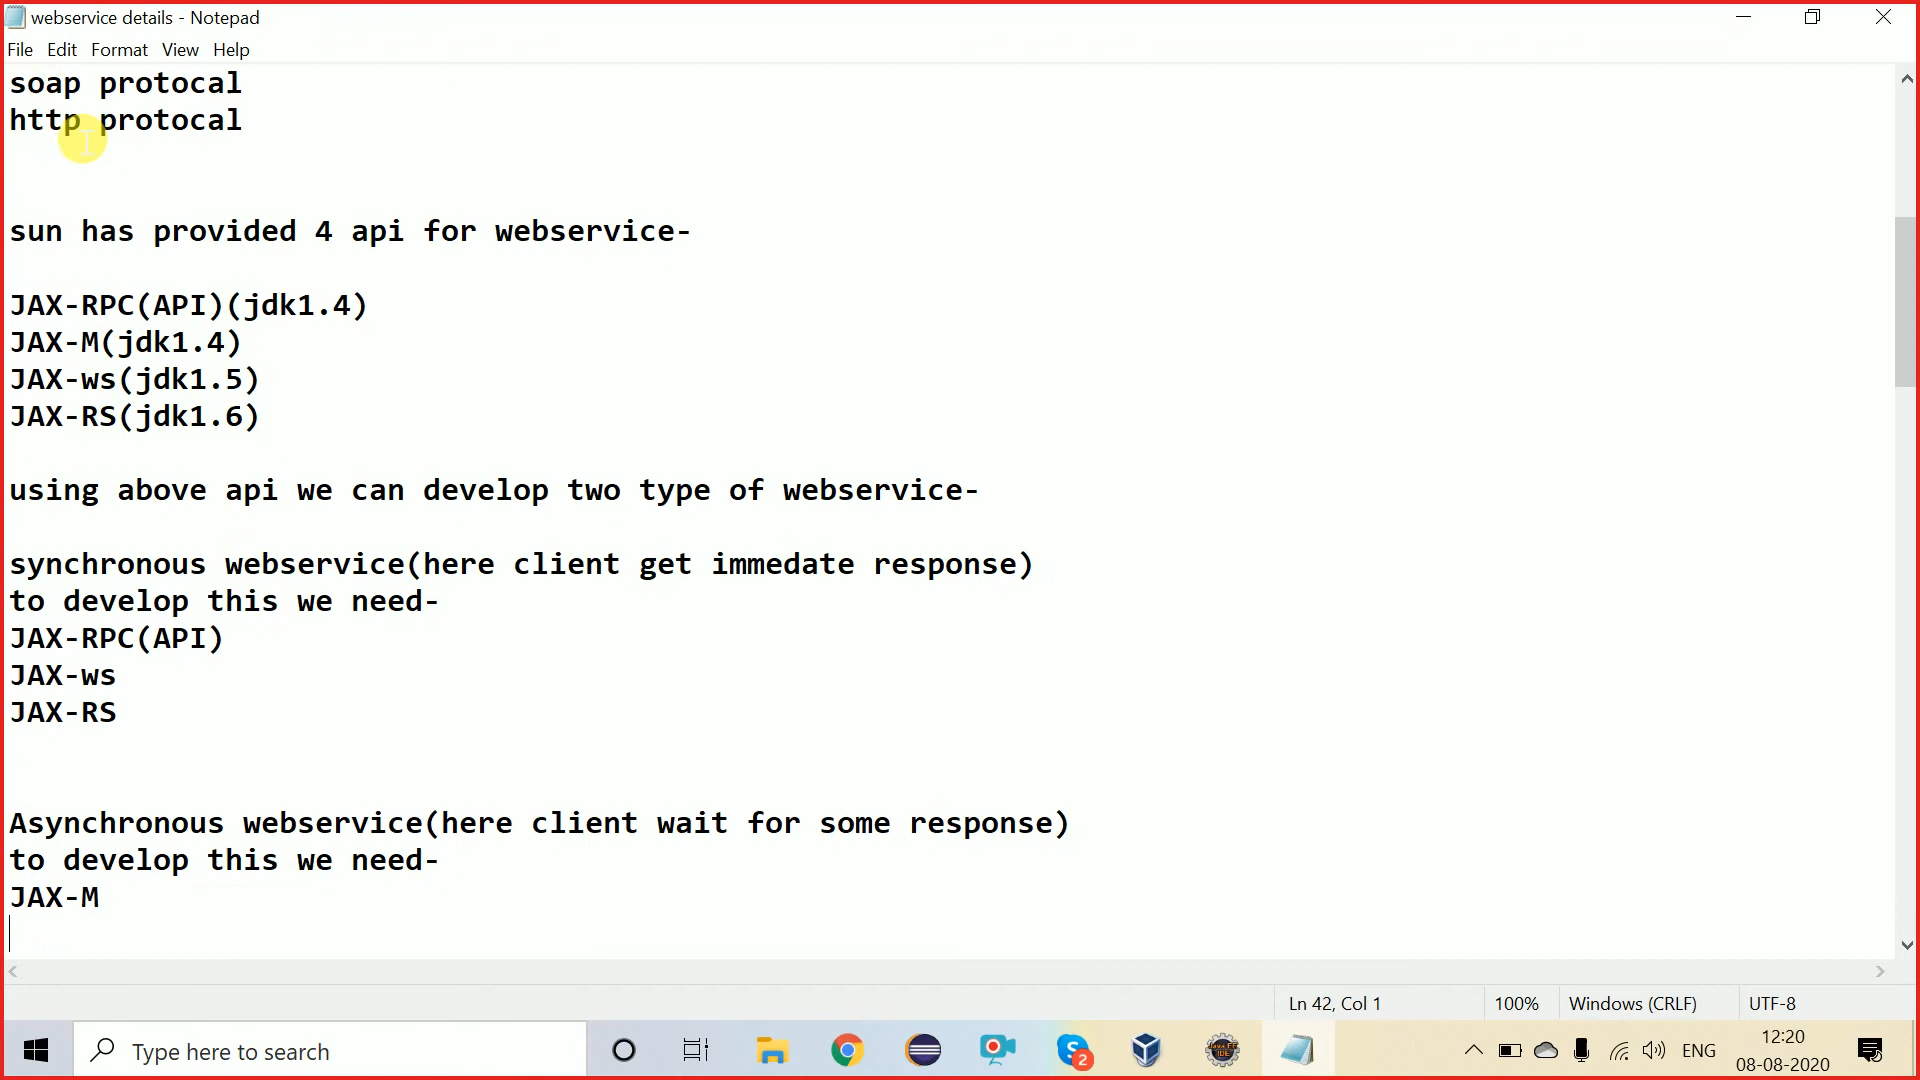 webservice details - Notepad
File Edit Format View Help
soap protocal
http protocal
sun has provided 4 api for webservice-
JAX-RPC(API)(jdk1.4)
JAX-M(jdk1.4)
JAX-ws(jdk1.5)
JAX-RS(jdk1.6)
using above api we can develop two type of webservice-
synchronous webservice(here client get immedate response)
to develop this we need-
JAX-RPC(API)
JAX-ws
JAX-RS
Asynchronous webservice(here client wait for some response)
to develop this we need-
JAX-M
Ln 42, Col 1 100% Windows (CRLF) UTF-8
Type here to search
S 2
Java EE
IDE
ENG
12:20
08-08-2020